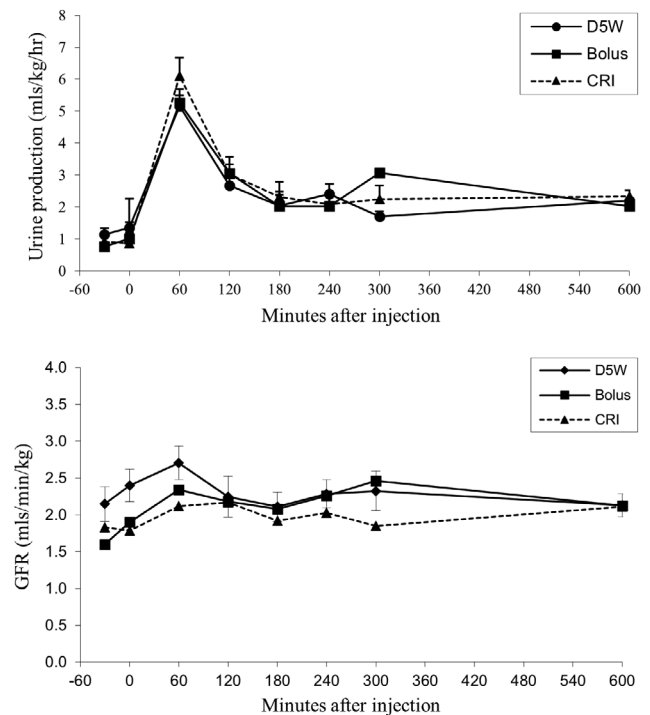 8
7
6
5
4
3
2
1
0
Urine production (mls/kg/hr)
D5W
Bolus
CRI
-60 0 60 120 180 240 300 360 420 480 540 600
Minutes after injection
4.0
3.5
3.0
2.5
2.0
1.5
1.0
0.5
0.0
GFR (mls/min/kg)
D5W
Bolus
CRI
-60 0 60 120 180 240 300 360 420 480 540 600
Minutes after injection